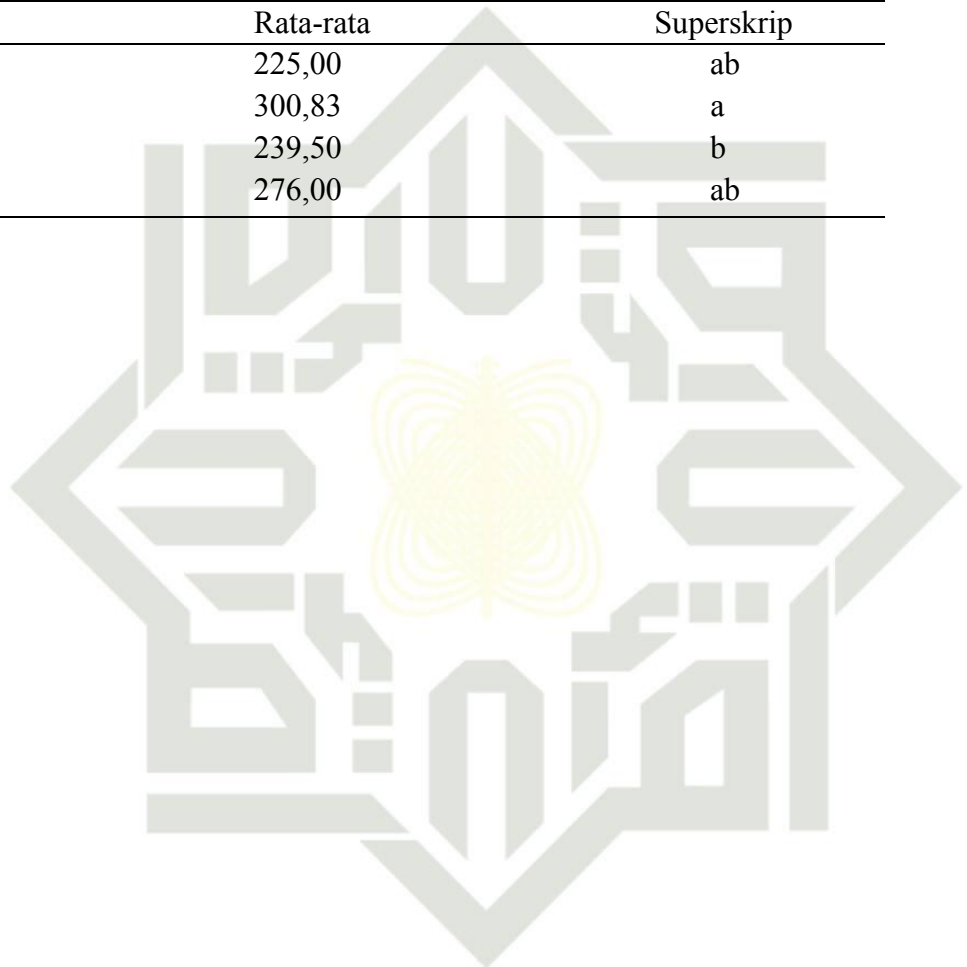 Rata-rata Superskrip
225,00 ab
300,83 a
239,50 b
276,00 ab